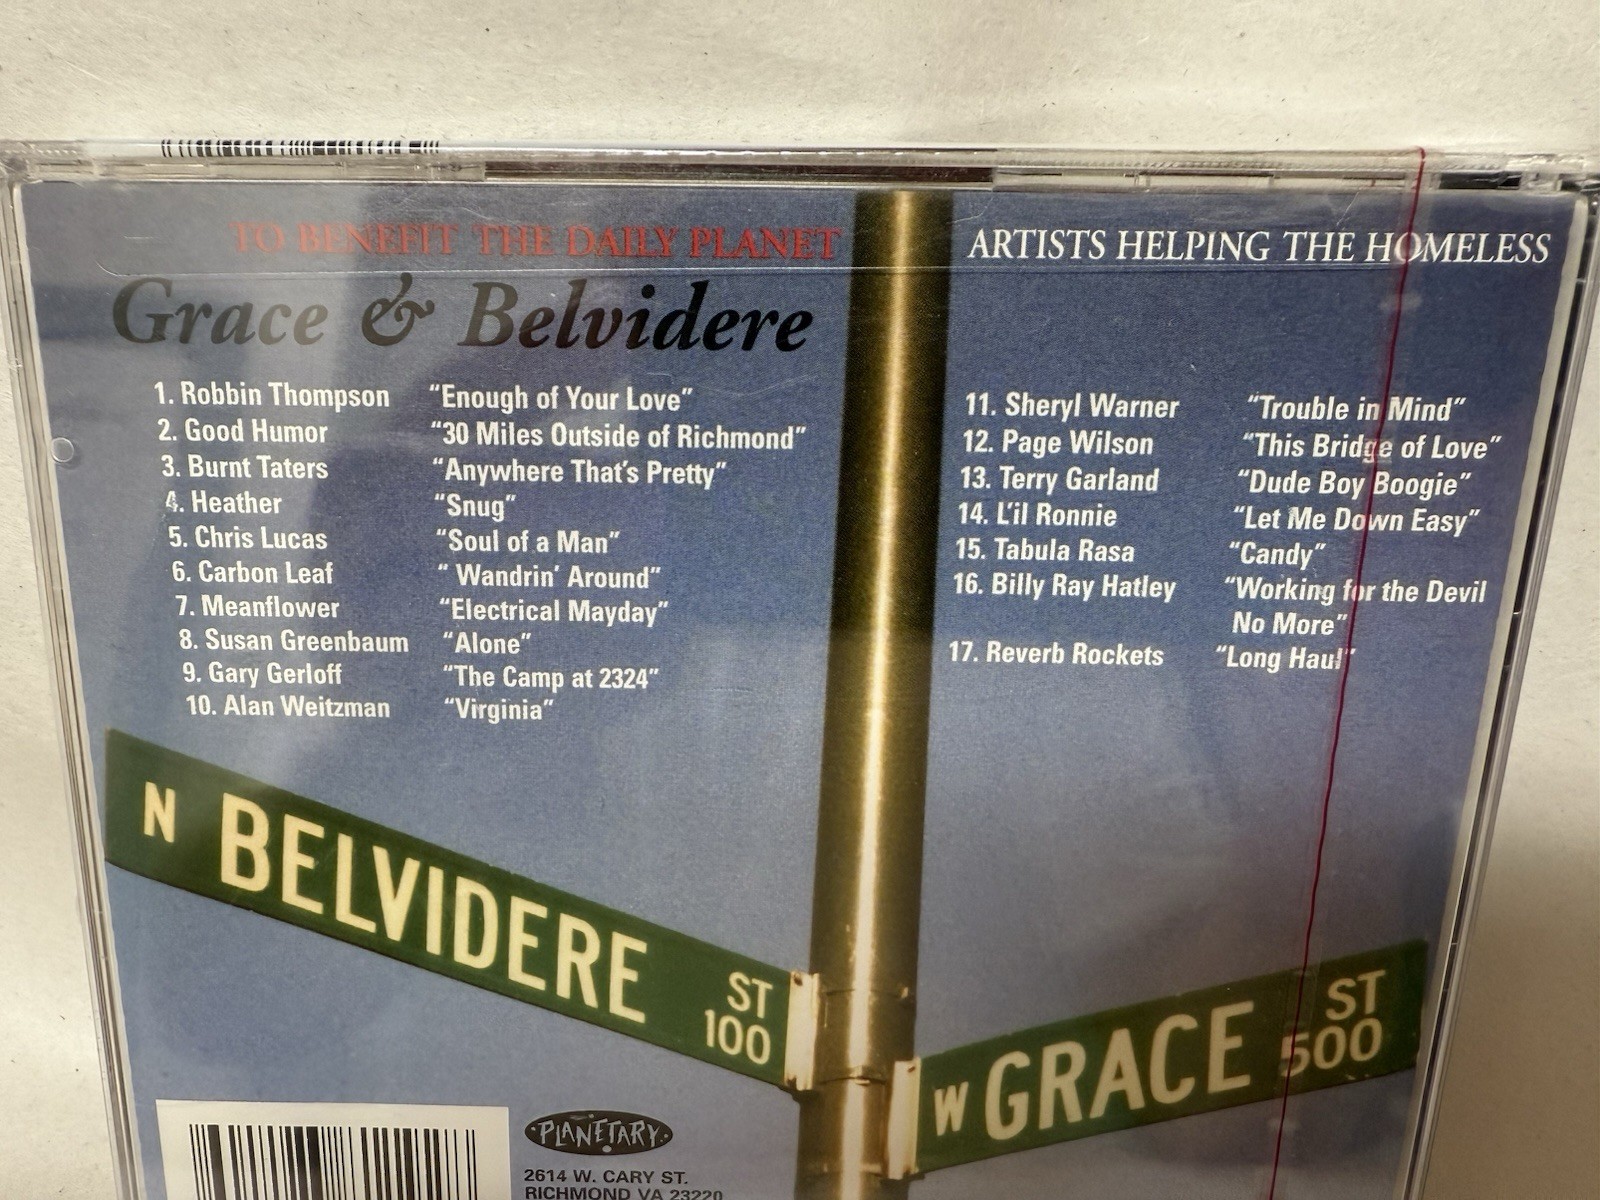 TO BENEFIT THE DAILY PLANET
Grace & Belvidere
1. Robbin Thompson "Enough of Your Love"
2. Good Humor "30 Miles Outside of Richmond"
3. Burnt Taters "Anywhere That's Pretty"
4. Heather "Snug"
5. Chris Lucas "Soul of a Man"
6. Carbon Leaf " Wandrin' Around"
7. Meanflower "Electrical Mayday"
8. Susan Greenbaum "Alone"
9. Gary Gerloff "The Camp at 2324"
10. Alan Weitzman "Virginia"
ARTISTS HELPING THE HOMELESS
11. Sheryl Warner "Trouble in Mind"
12. Page Wilson "This Bridge of Love"
13. Terry Garland "Dude Boy Boogie"
14. L'il Ronnie "Let Me Down Easy"
15. Tabula Rasa "Candy"
16. Billy Ray Hatley "Working for the Devil
No More"
17. Reverb Rockets "Long Haul"
N BELVIDERE ST
100
W GRACE ST
500
PLANETARY
2614 W. CARY ST.
RICHMOND VA 23220